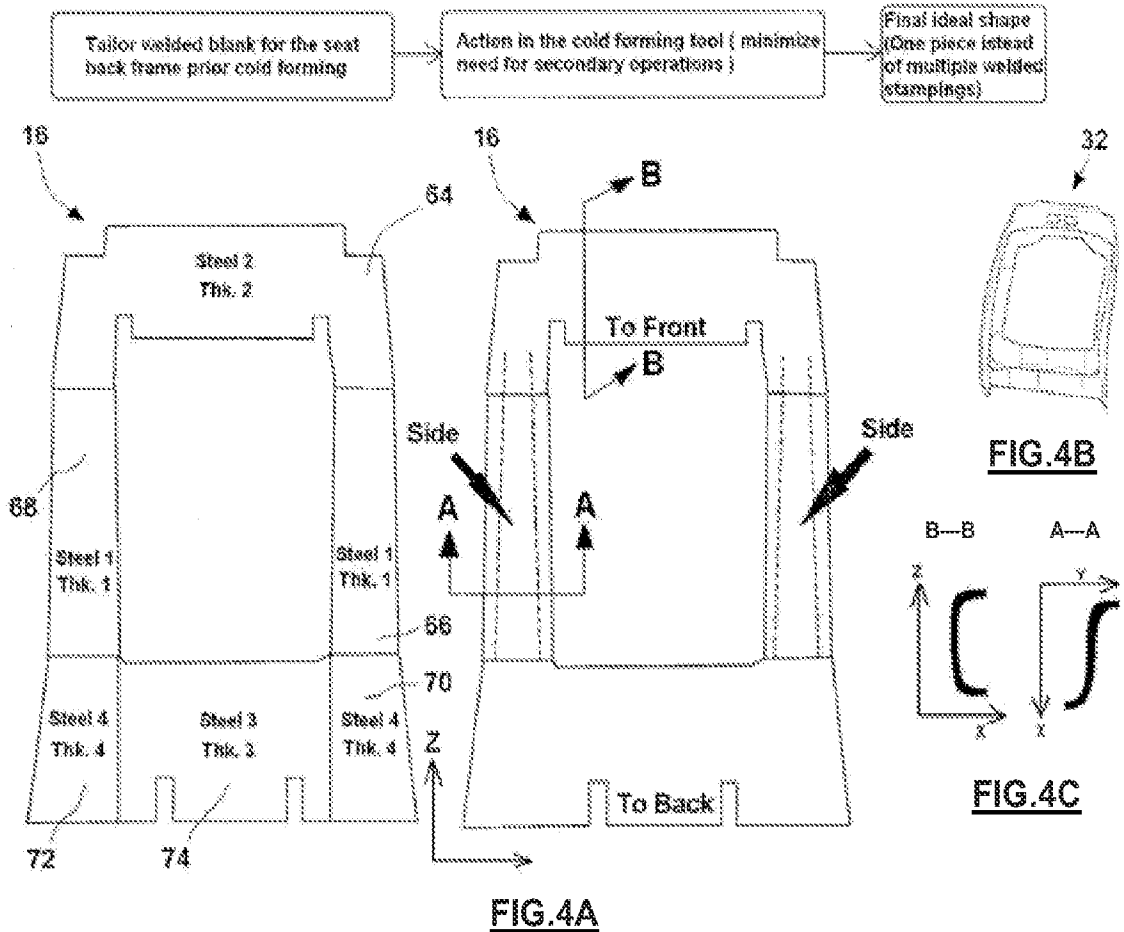 Tailor welded blank for the seat
back frame prior cold forming
Action in the cold forming tool ( minimize
need for secondary operations )
Final ideal shape
(One piece istead
of multiple welded
stampings)
16
64
Steel 2
Thk. 2
68
Steel 1
Thk. 1
Steel 1
Thk. 1
66
70
Steel 4
Thk. 4
Steel 3
Thk. 3
Steel 4
Thk. 4
72
74
16
B
To Front
B
Side
Side
A
A
Z
To Back
FIG.4A
32
FIG.4B
B---B
A---A
Z
X
Y
X
FIG.4C